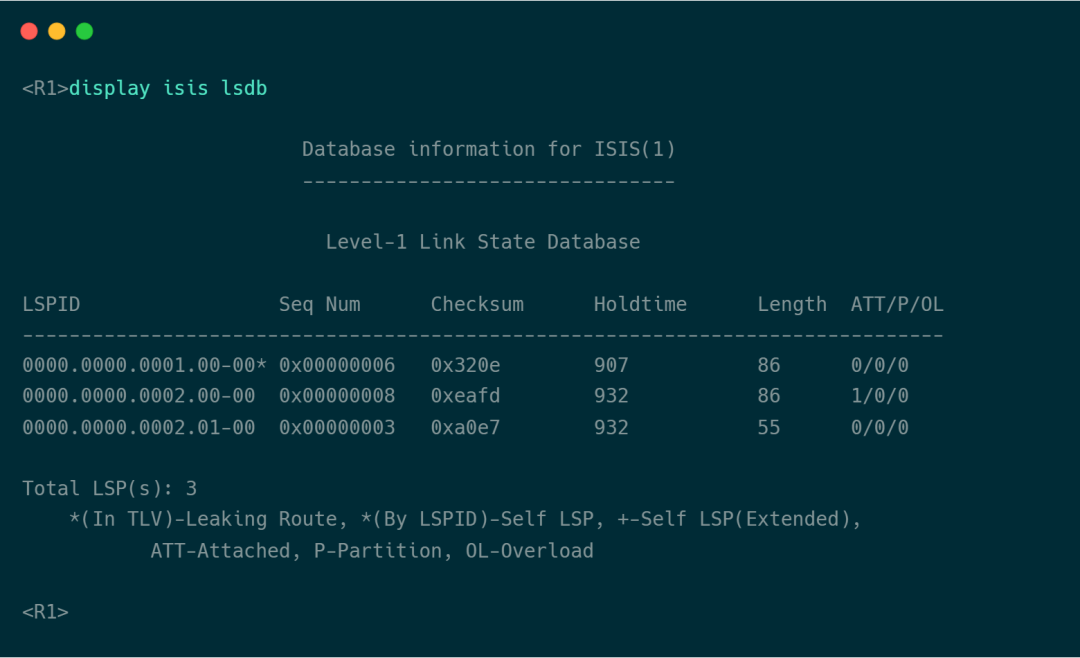 <R1>display isis lsdb
Database information for ISIS(1)
--------------------------------
Level-1 Link State Database
LSPID                 Seq Num      Checksum      Holdtime      Length  ATT/P/OL
-------------------------------------------------------------------------------
0000.0000.0001.00-00* 0x00000006   0x320e        907           86      0/0/0
0000.0000.0002.00-00  0x00000008   0xeafd        932           86      1/0/0
0000.0000.0002.01-00  0x00000003   0xa0e7        932           55      0/0/0
Total LSP(s): 3
*(In TLV)-Leaking Route, *(By LSPID)-Self LSP, +-Self LSP(Extended),
ATT-Attached, P-Partition, OL-Overload
<R1>